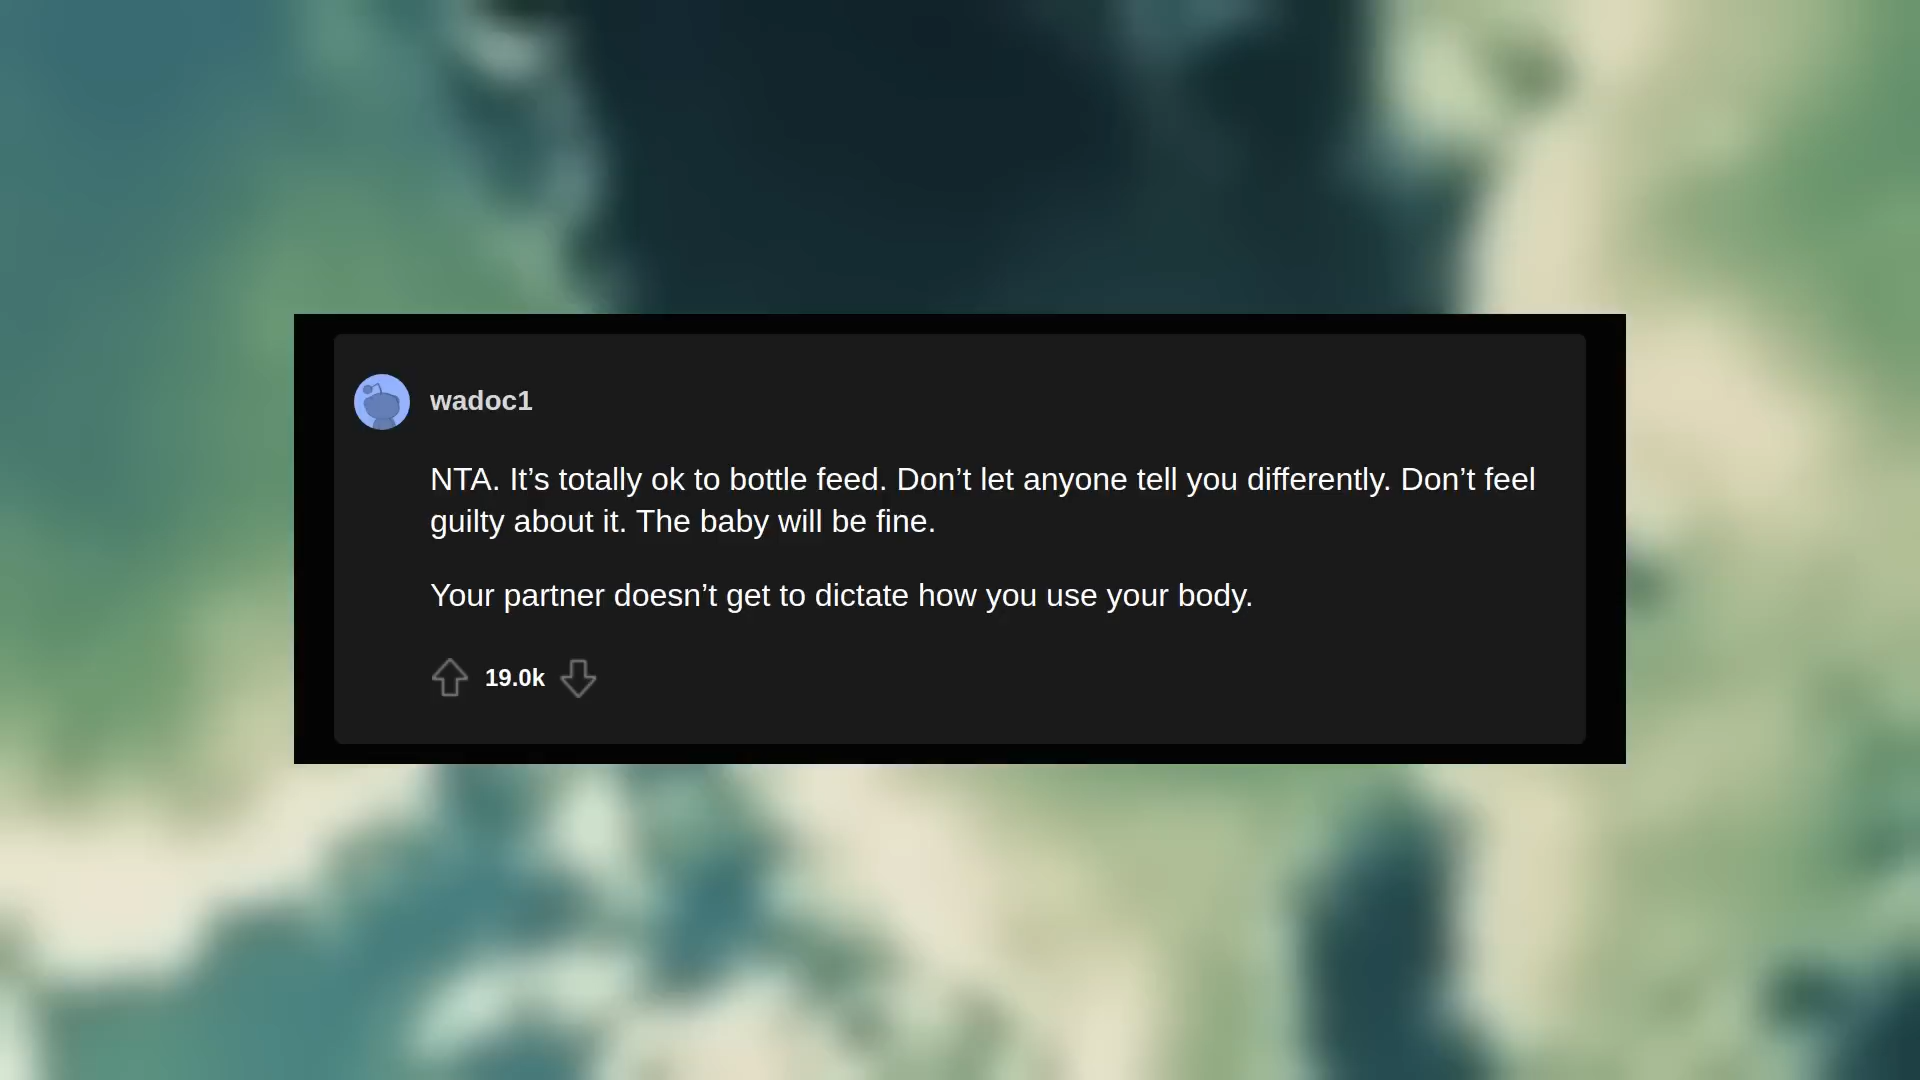 wadoc1
NTA. It’s totally ok to bottle feed. Don’t let anyone tell you differently. Don’t feel
guilty about it. The baby will be fine.
Your partner doesn’t get to dictate how you use your body.
19.0k